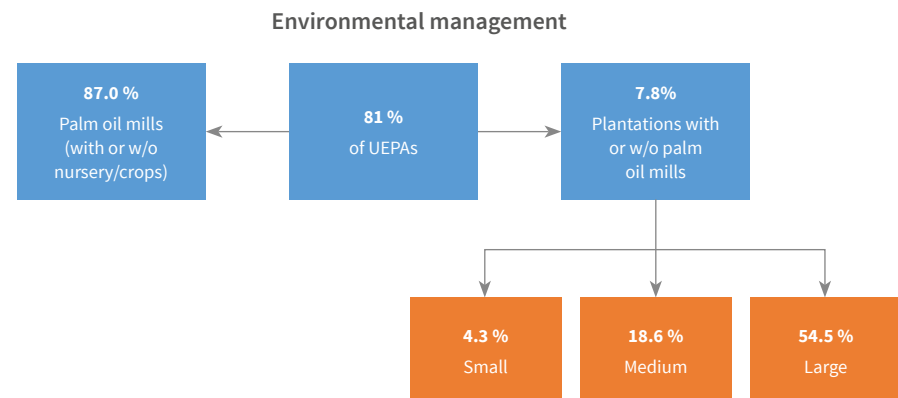 Environmental management
87.0 %
Palm oil mills
(with or w/o
nursery/crops)
81 %
of UEPAs
7.8%
Plantations with
or w/o palm
oil mills
4.3 %
Small
18.6 %
Medium
54.5 %
Large